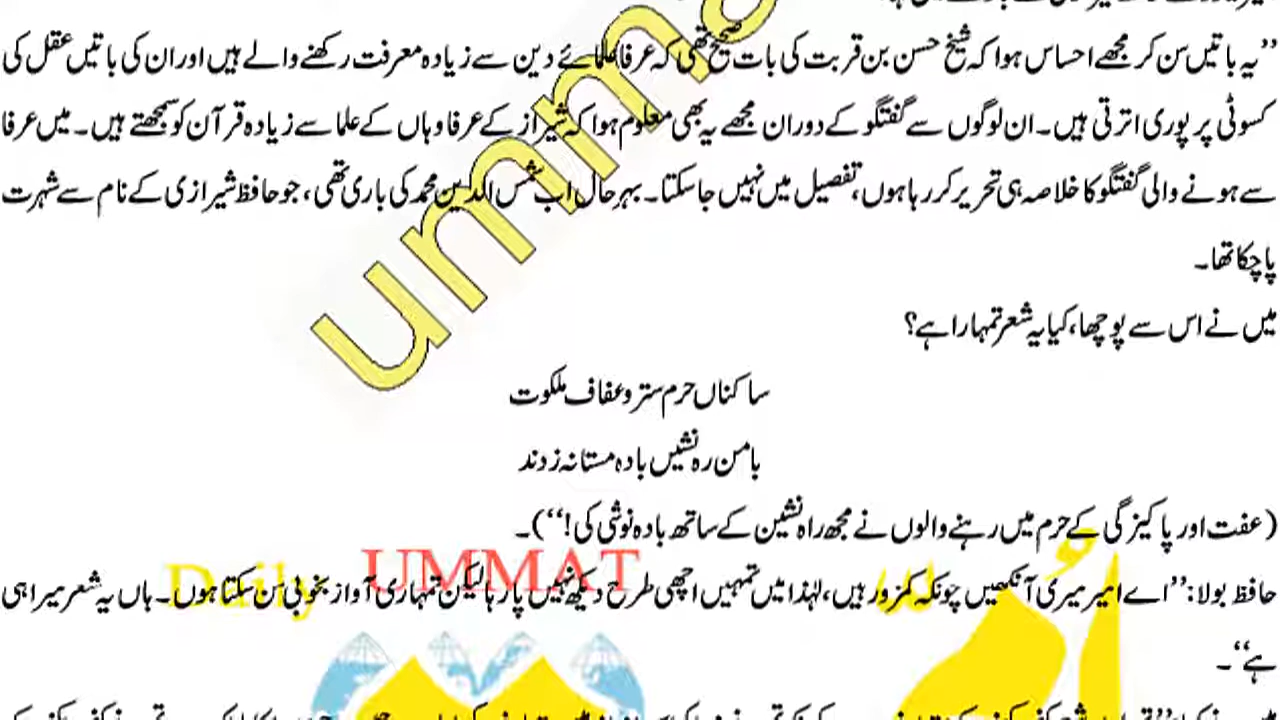 ’’یہ باتیں سن کر مجھے احساس ہوا کہ شیخ حسن بن قربت کی بات صحیح تھی کہ عرفا علمائے دین سے زیادہ معرفت رکھنے والے ہیں اور ان کی باتیں عقل کی
کسوٹی پر پوری اترتی ہیں۔ ان لوگوں سے گفتگو کے دوران مجھے یہ بھی معلوم ہوا کہ شیراز کے عرفا وہاں کے علما سے زیادہ قرآن کو سمجھتے ہیں۔ میں عرفا
سے ہونے والی گفتگو کا خلاصہ ہی تحریر کر رہا ہوں، تفصیل میں نہیں جا سکتا۔ بہرحال اب شمس الدین محمد کی باری تھی، جو حافظ شیرازی کے نام سے شہرت
پا چکا تھا۔
میں نے اس سے پوچھا، کیا یہ شعر تمہارا ہے؟
ساکناں حرم ستر و عفاف ملکوت
بامن رہ نشیں بادہ مستانہ زدند
(عفت اور پاکیزگی کے حرم میں رہنے والوں نے مجھ راہ نشین کے ساتھ بادہ نوشی کی!‘‘)۔
حافظ بولا: ’’اے امیر میری آنکھیں چونکہ کمزور ہیں، لہٰذا میں تمہیں اچھی طرح دیکھ نہیں پا رہا لیکن تمہاری آواز بخوبی سن سکتا ہوں۔ ہاں یہ شعر میرا ہی
ہے‘‘۔
umm
Daily UMMAT